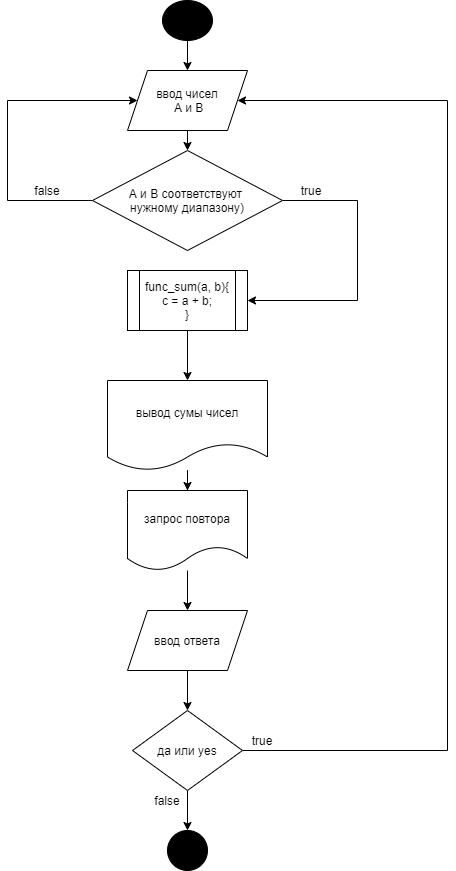 ввод чисел
А и В
false
А и В соответствуют
нужному диапазону)
true
func_sum(a, b){
c = a + b;
}
вывод сумы чисел
запрос повтора
ввод ответа
да или yes
true
false